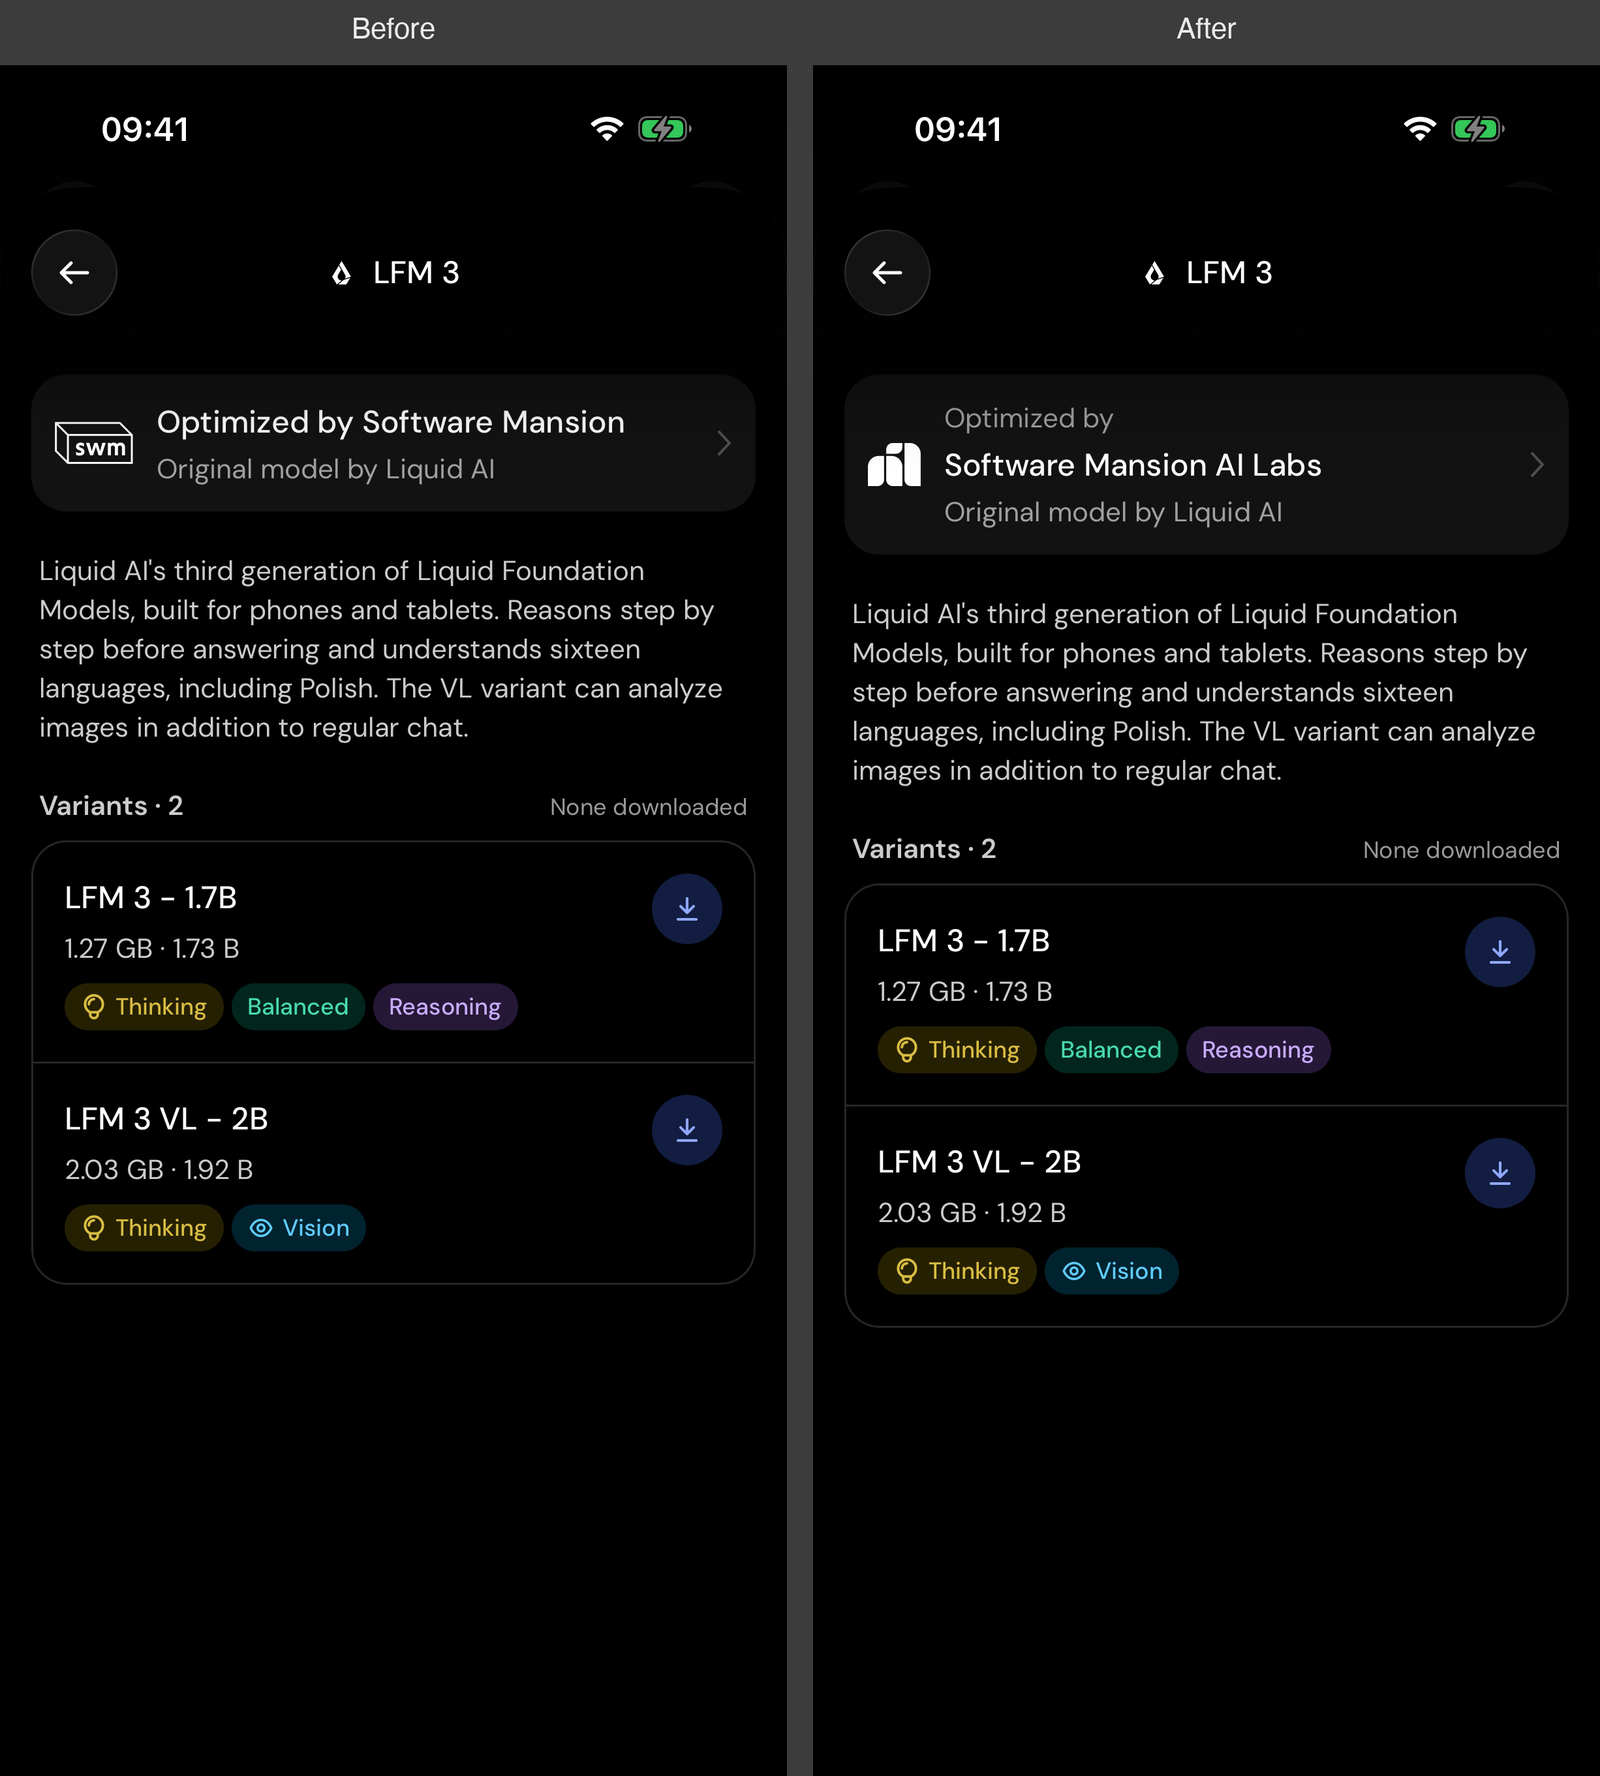 Before
09:41
LFM 3
swm
Optimized by Software Mansion
Original model by Liquid AI
Liquid AI's third generation of Liquid Foundation
Models, built for phones and tablets. Reasons step by
step before answering and understands sixteen
languages, including Polish. The VL variant can analyze
images in addition to regular chat.
Variants · 2
None downloaded
LFM 3 – 1.7B
1.27 GB · 1.73 B
Thinking
Balanced
Reasoning
LFM 3 VL – 2B
2.03 GB · 1.92 B
Thinking
Vision
After
09:41
LFM 3
Optimized by
Software Mansion AI Labs
Original model by Liquid AI
Liquid AI's third generation of Liquid Foundation
Models, built for phones and tablets. Reasons step by
step before answering and understands sixteen
languages, including Polish. The VL variant can analyze
images in addition to regular chat.
Variants · 2
None downloaded
LFM 3 – 1.7B
1.27 GB · 1.73 B
Thinking
Balanced
Reasoning
LFM 3 VL – 2B
2.03 GB · 1.92 B
Thinking
Vision